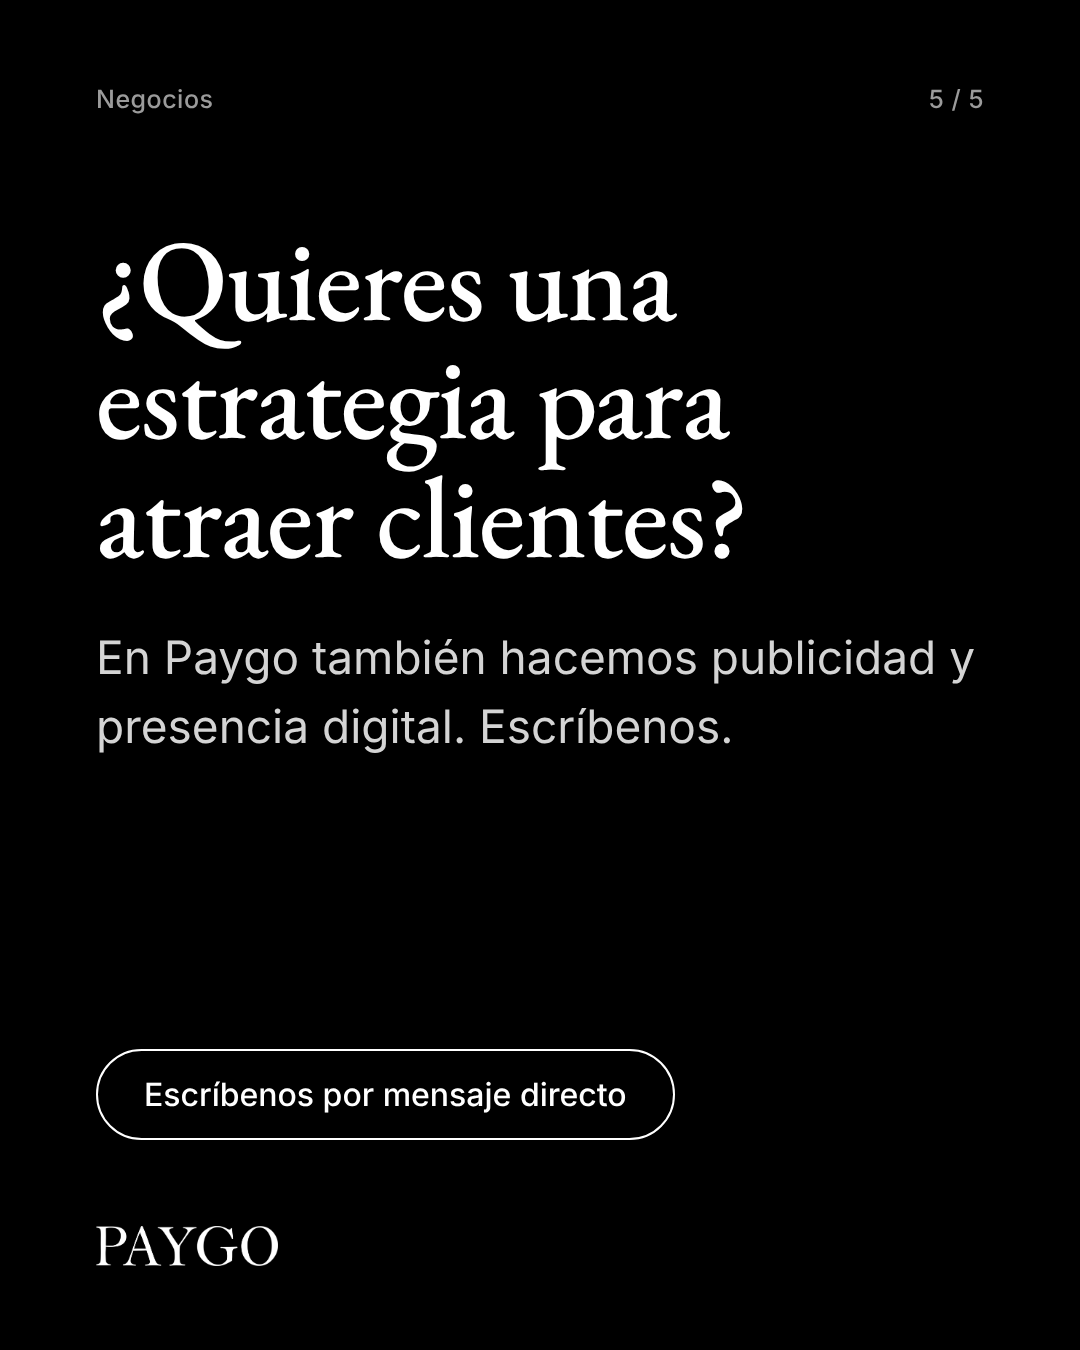 Negocios
5 / 5
¿Quieres una
estrategia para
atraer clientes?
En Paygo también hacemos publicidad y
presencia digital. Escríbenos.
Escríbenos por mensaje directo
PAYGO